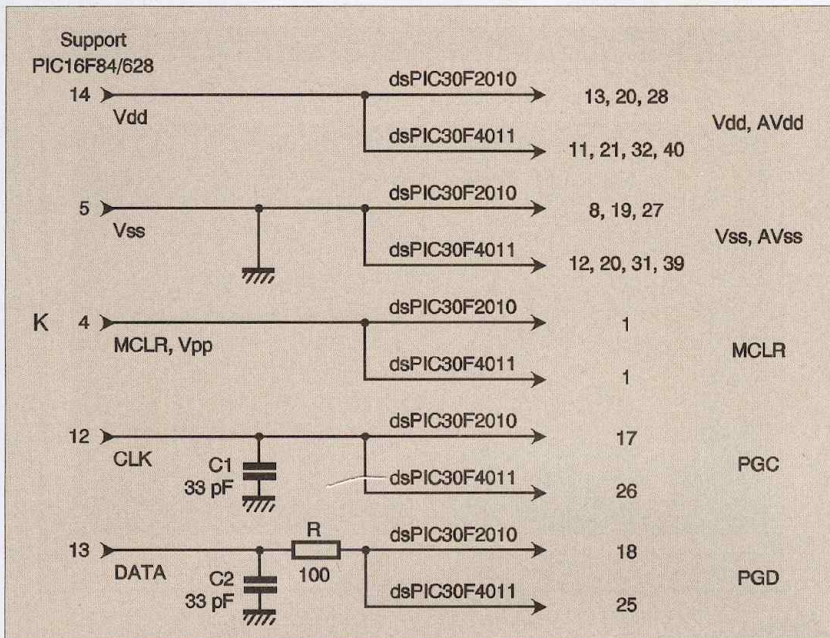 Support
PIC16F84/628
14
Vdd
dsPIC30F2010
13, 20, 28
dsPIC30F4011
11, 21, 32, 40
Vdd, AVdd
5
Vss
dsPIC30F2010
8, 19, 27
dsPIC30F4011
12, 20, 31, 39
Vss, AVss
K
4
MCLR, Vpp
dsPIC30F2010
1
dsPIC30F4011
1
MCLR
12
CLK
C1
33 pF
dsPIC30F2010
17
dsPIC30F4011
26
PGC
13
DATA
C2
33 pF
R
100
dsPIC30F2010
18
dsPIC30F4011
25
PGD